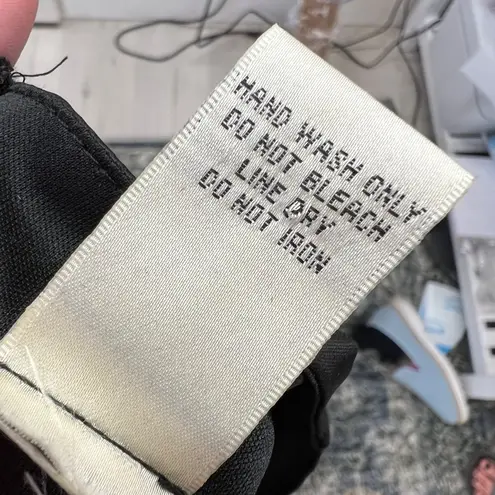 HAND WASH ONLY
DO NOT BLEACH
LINE DRY
DO NOT IRON